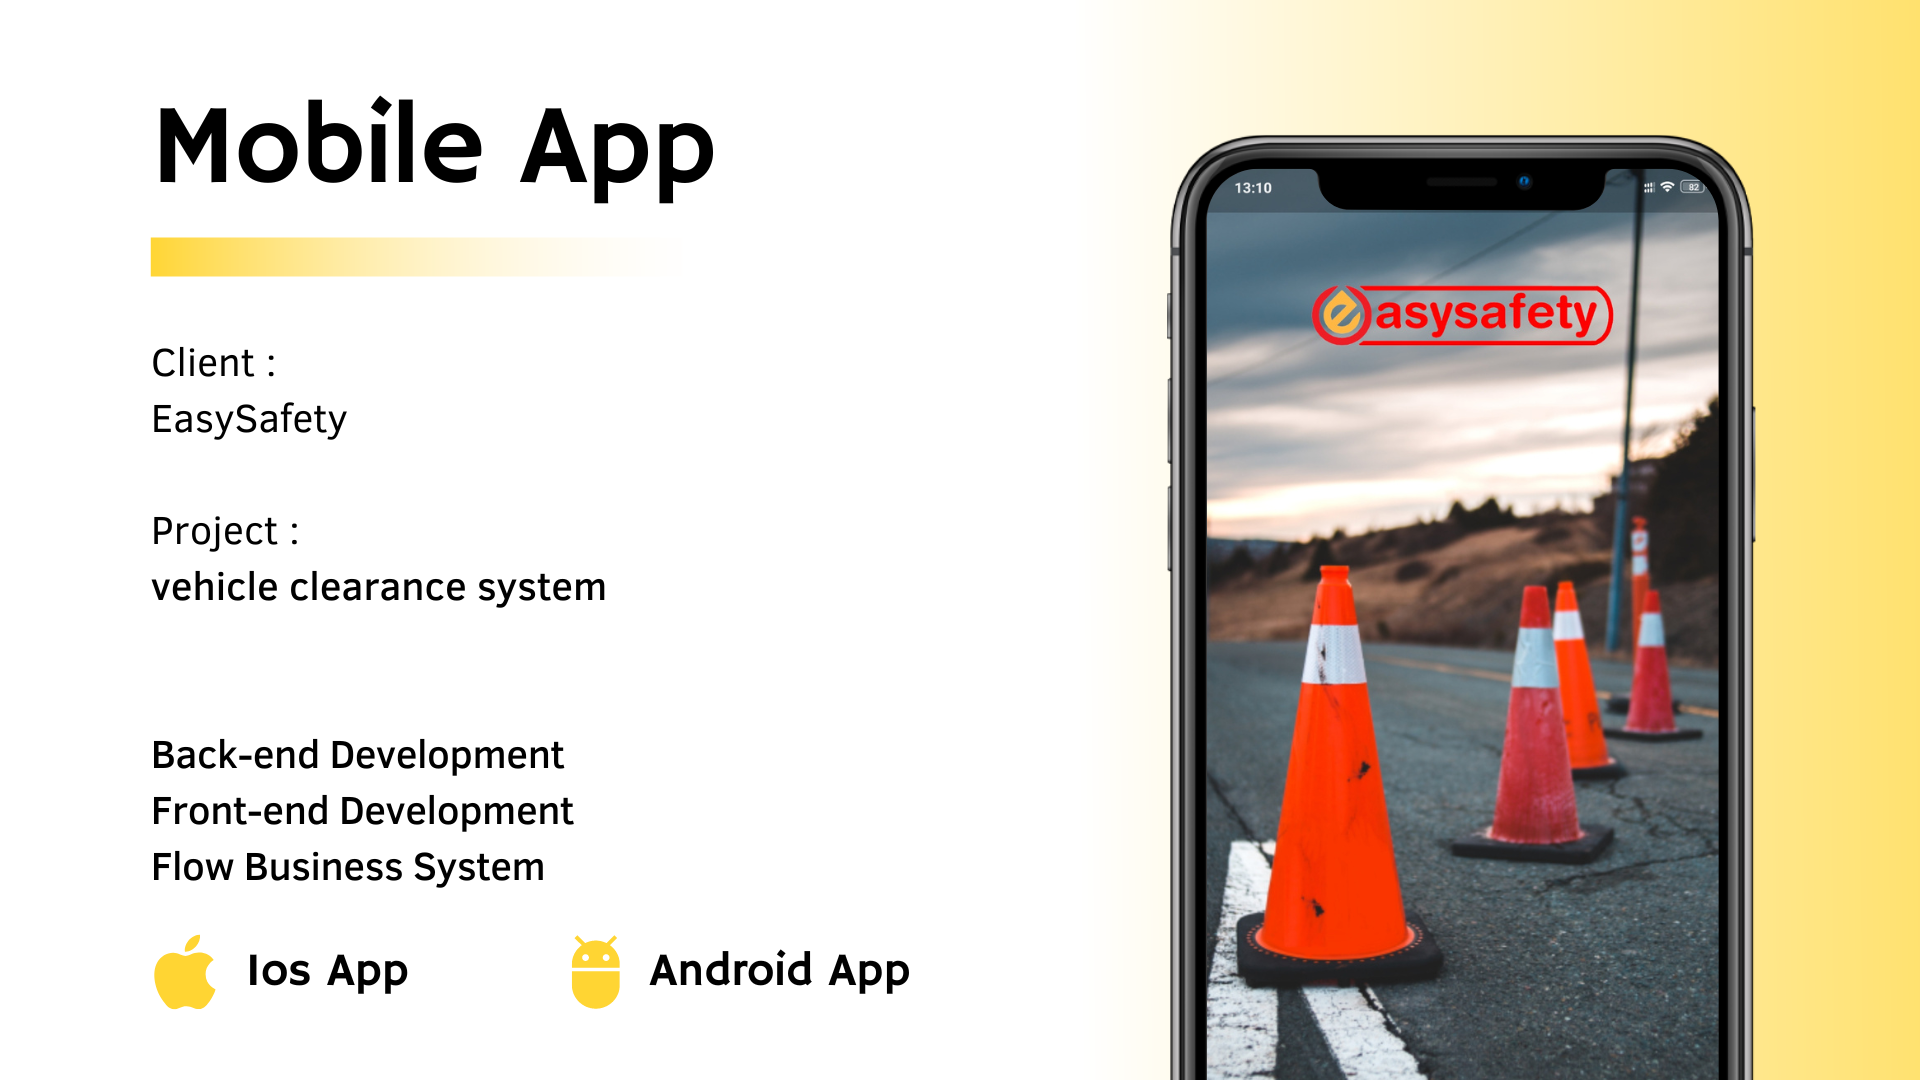 Mobile App
Client :
EasySafety
Project :
vehicle clearance system
Back-end Development
Front-end Development
Flow Business System
Ios App
Android App
13:10
82
easysafety